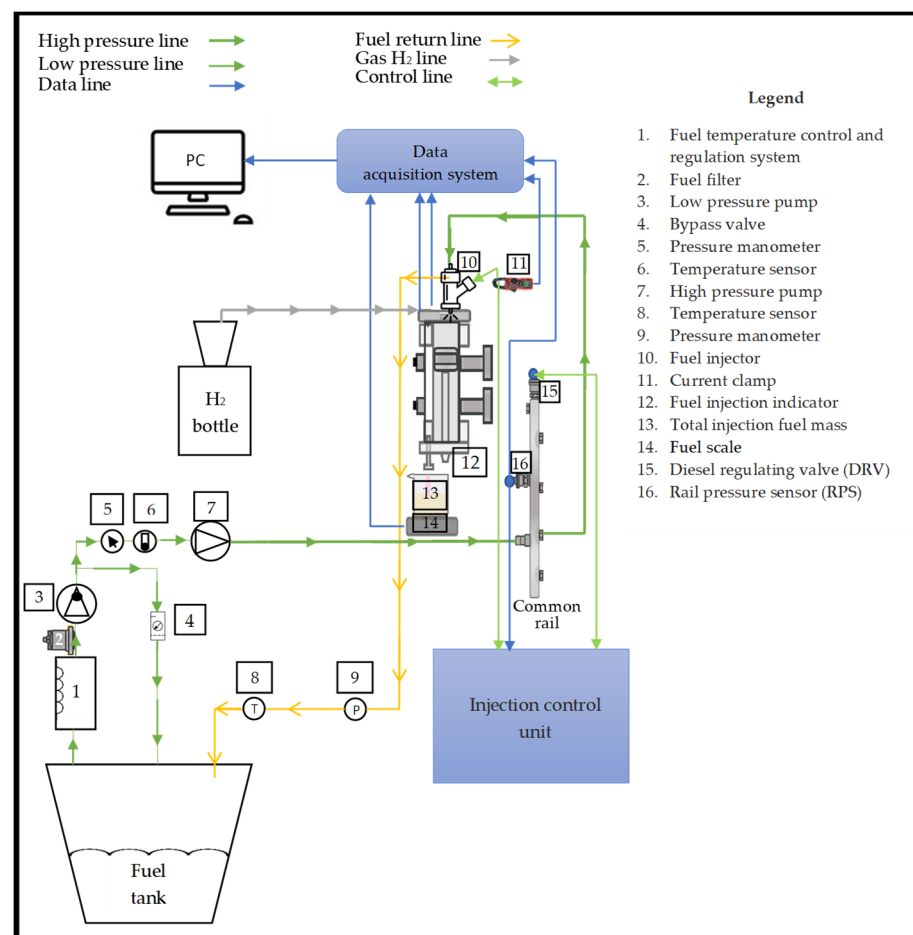 High pressure line
Low pressure line
Data line
Fuel return line
Gas H2 line
Control line
Legend
1. Fuel temperature control and
regulation system
2. Fuel filter
3. Low pressure pump
4. Bypass valve
5. Pressure manometer
6. Temperature sensor
7. High pressure pump
8. Temperature sensor
9. Pressure manometer
10. Fuel injector
11. Current clamp
12. Fuel injection indicator
13. Total injection fuel mass
14. Fuel scale
15. Diesel regulating valve (DRV)
16. Rail pressure sensor (RPS)
PC
Data
acquisition system
10
11
H2
bottle
15
12
16
13
14
5
6
7
3
2
4
1
Common
rail
8
9
T
P
Injection control
unit
Fuel
tank